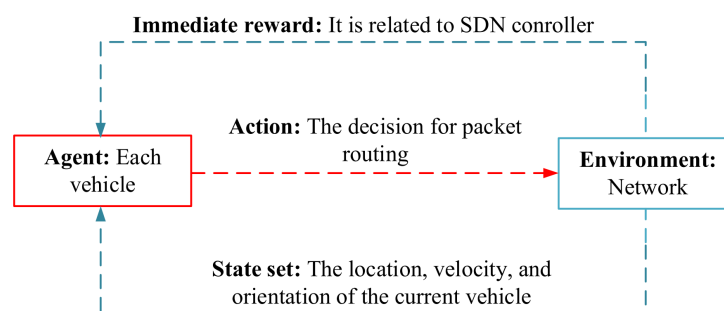 Immediate reward: It is related to SDN conroller
Action: The decision for packet
routing
Agent: Each
vehicle
Environment:
Network
State set: The location, velocity, and
orientation of the current vehicle